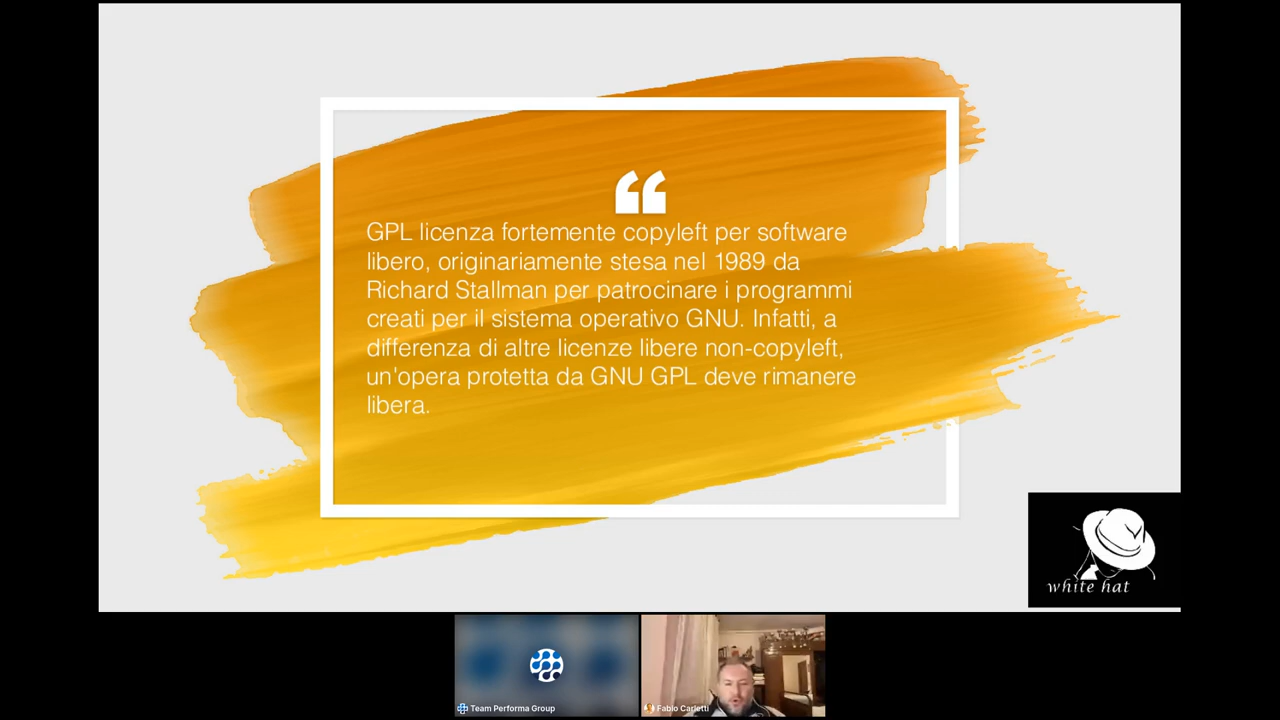 GPL licenza fortemente copyleft per software
libero, originariamente stesa nel 1989 da
Richard Stallman per patrocinare i programmi
creati per il sistema operativo GNU. Infatti, a
differenza di altre licenze libere non-copyleft,
un'opera protetta da GNU GPL deve rimanere
libera.
white hat
Team Performa Group
Fabio Carletti